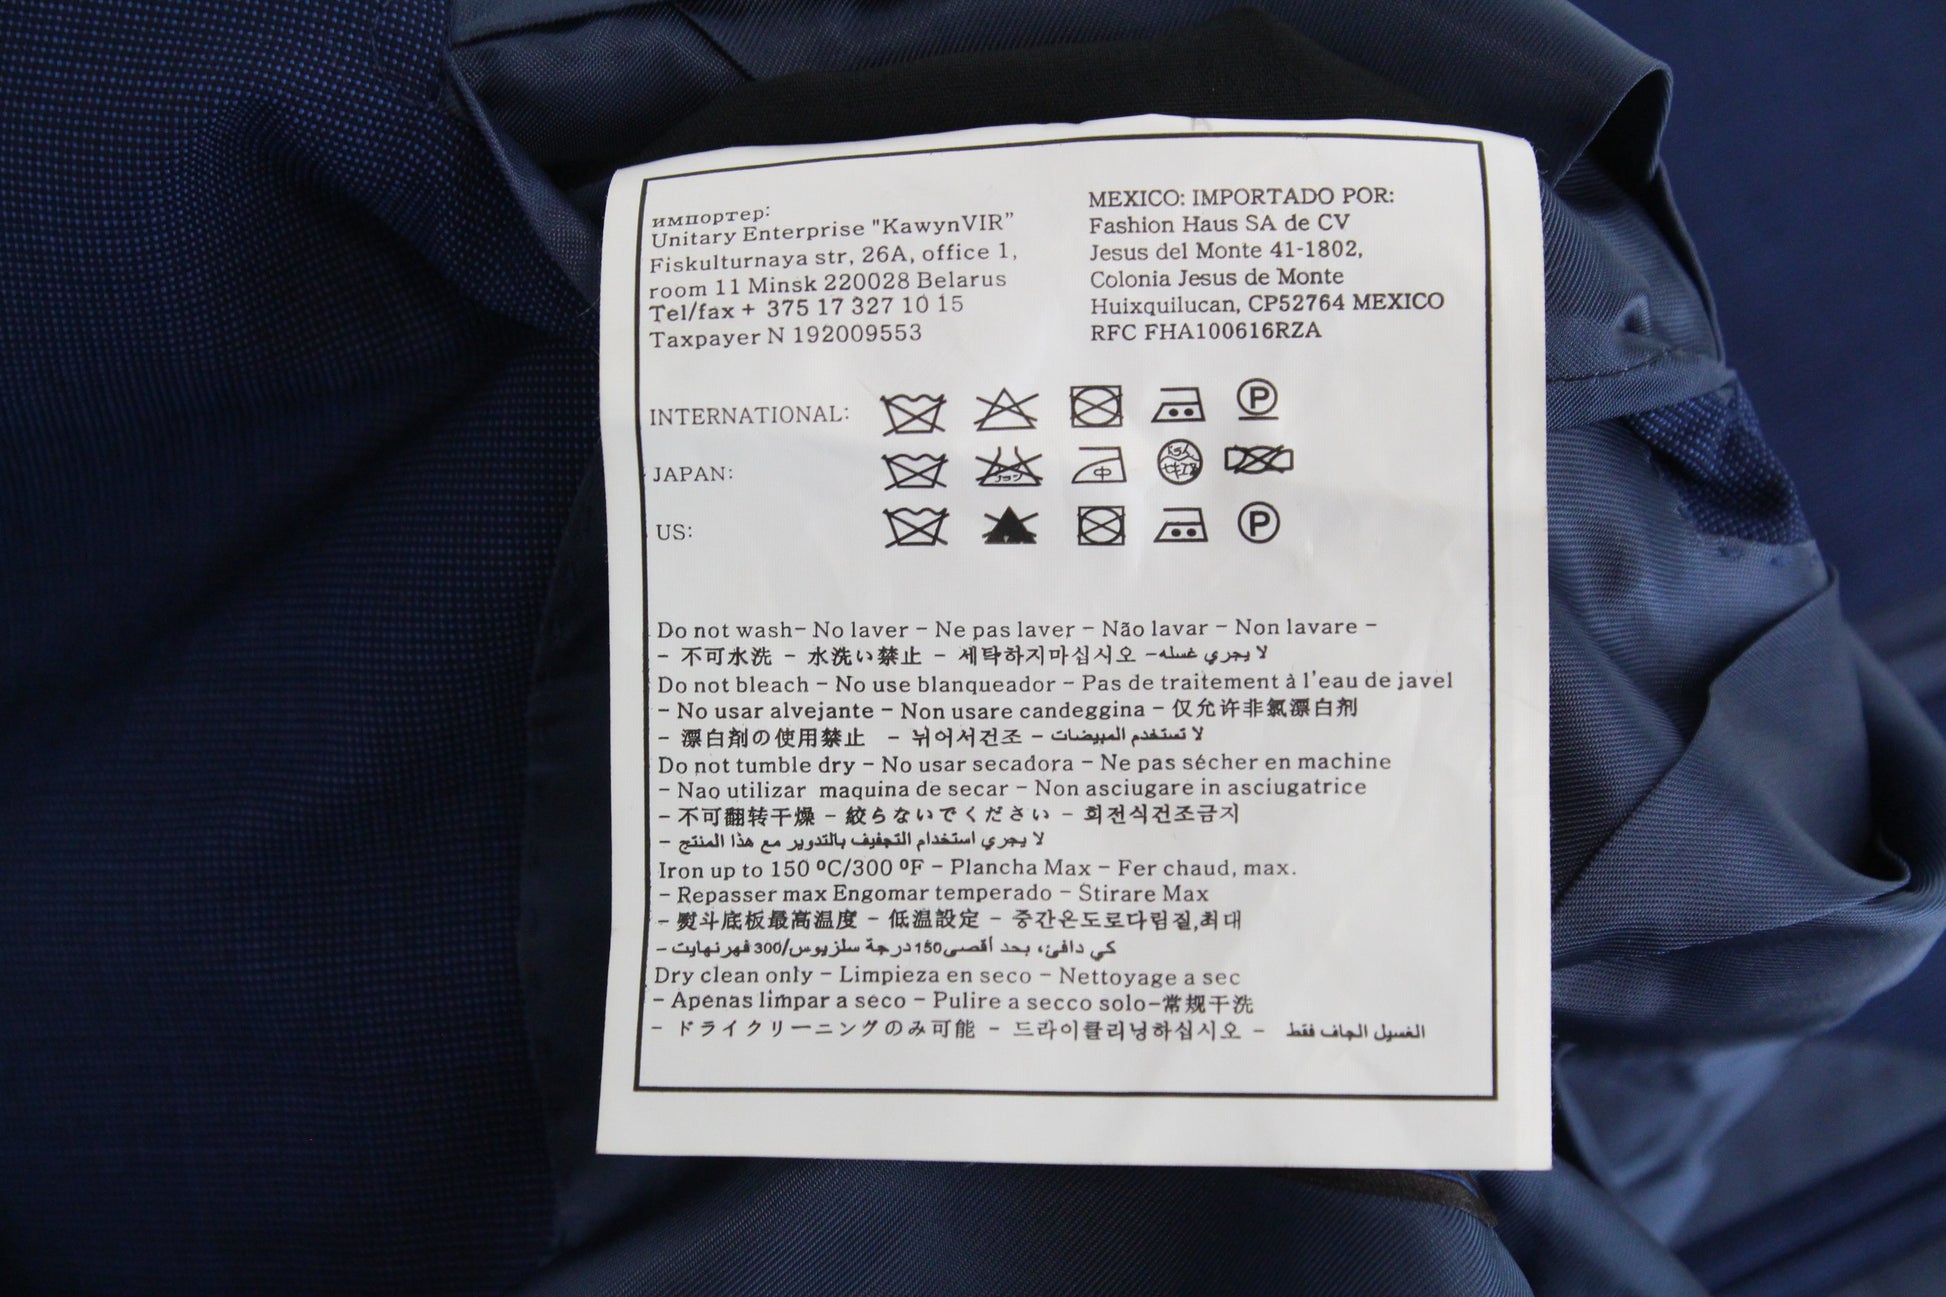 импортер:
Unitary Enterprise "KawynVIR"
Fiskulturnaya str, 26A, office 1,
room 11 Minsk 220028 Belarus
Tel/fax + 375 17 327 10 15
Taxpayer N 192009553
MEXICO: IMPORTADO POR:
Fashion Haus SA de CV
Jesus del Monte 41-1802,
Colonia Jesus de Monte
Huixquilucan, CP52764 MEXICO
RFC FHA100616RZA
INTERNATIONAL: P
JAPAN: 中
US: P
Do not wash- No laver - Ne pas laver - Não lavar - Non lavare -
- 不可水洗 - 水洗い禁止 - 세탁하지마십시오 -لا يجري غسله
Do not bleach - No use blanqueador - Pas de traitement à l'eau de javel
- No usar alvejante - Non usare candeggina - 仅允许非氯漂白剂
- 漂白剤の使用禁止 - 뉘어서건조 - لا تستخدم المبيضات
Do not tumble dry - No usar secadora - Ne pas sécher en machine
- Nao utilizar maquina de secar - Non asciugare in asciugatrice
- 不可翻转干燥 - 絞らないでください - 회전식건조금지
- لا يجري استخدام التجفيف بالتدوير مع هذا المنتج
Iron up to 150 ºC/300 ºF - Plancha Max - Fer chaud, max.
- Repasser max Engomar temperado - Stirare Max
- 熨斗底板最高温度 - 低温設定 - 중간온도로다림질,최대
- كي دافئ، بحد أقصى150درجة سلزيوس/300فهرنهايت
Dry clean only - Limpieza en seco - Nettoyage a sec
- Apenas limpar a seco - Pulire a secco solo-常规干洗
- ドライクリーニングのみ可能 - 드라이클리닝하십시오 - الغسيل الجاف فقط